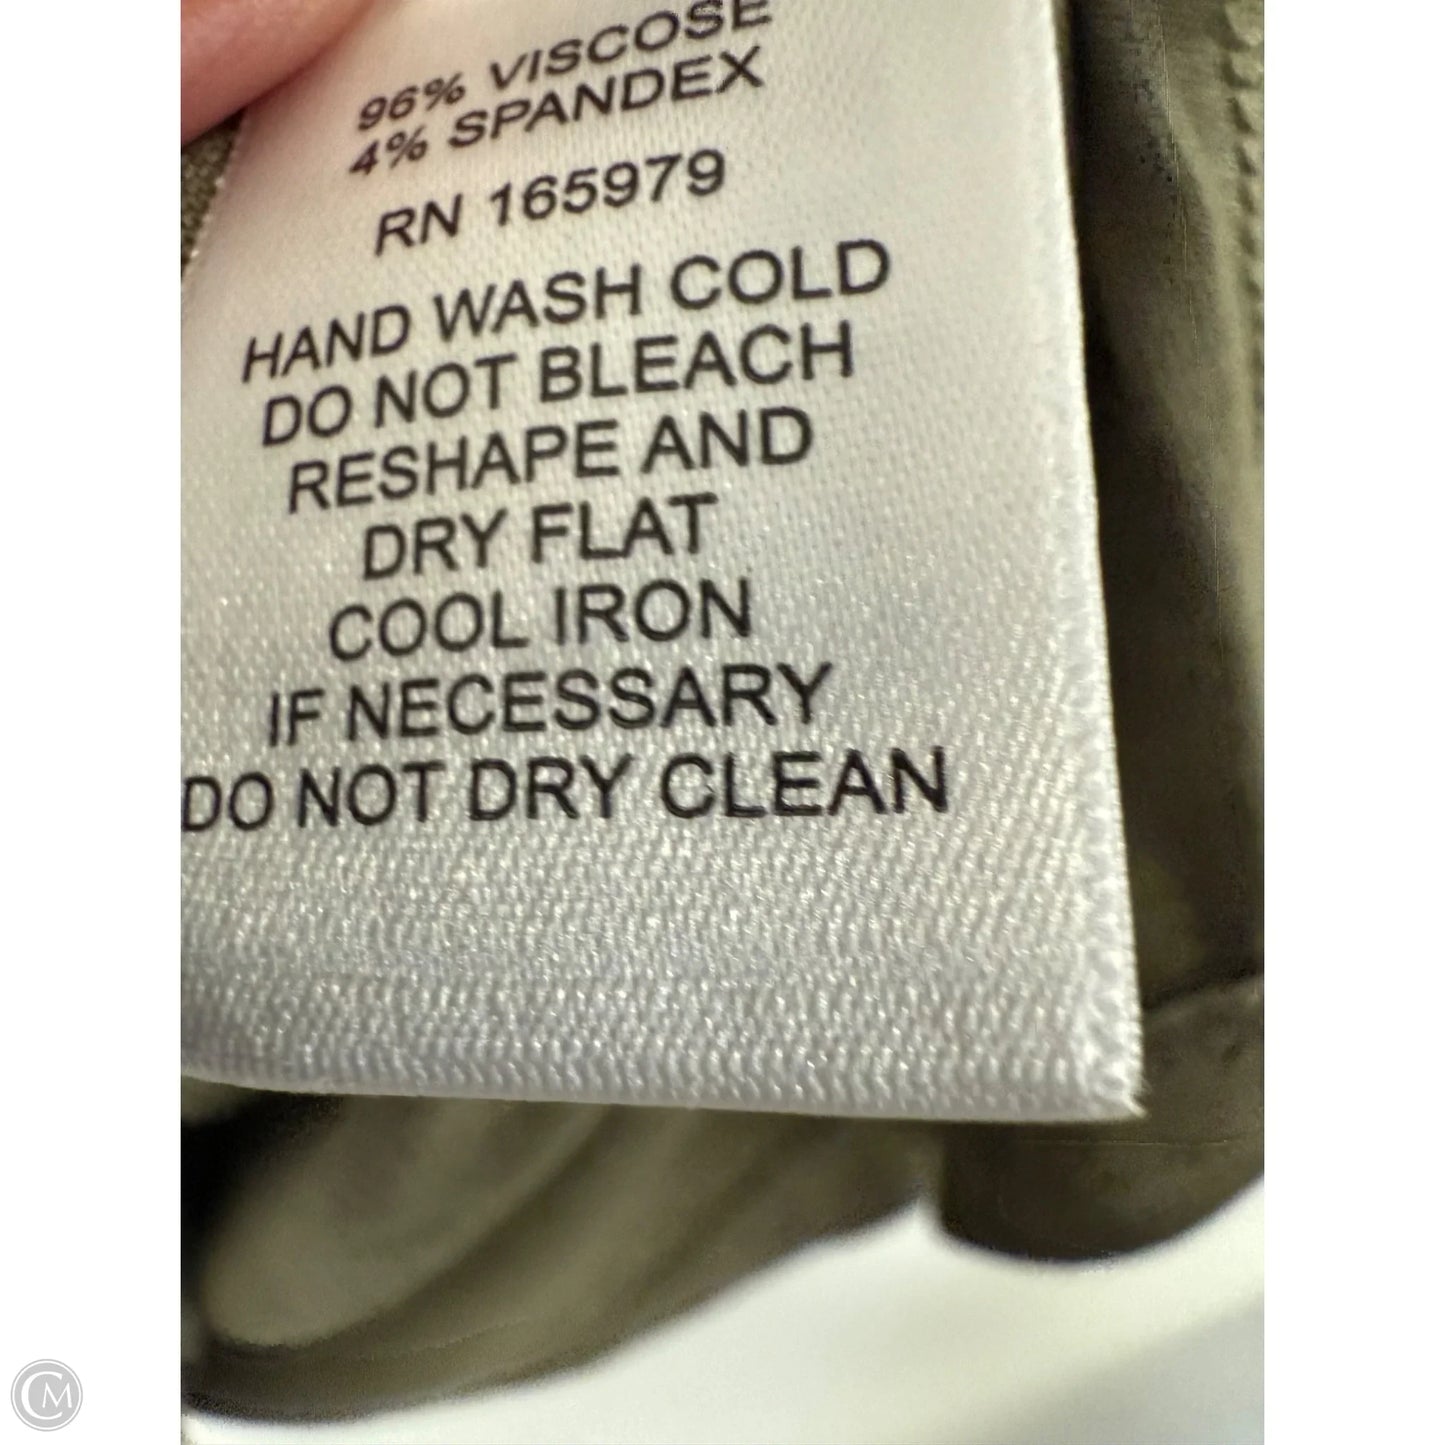 96% VISCOSE
4% SPANDEX
RN 165979
HAND WASH COLD
DO NOT BLEACH
RESHAPE AND
DRY FLAT
COOL IRON
IF NECESSARY
DO NOT DRY CLEAN
CM